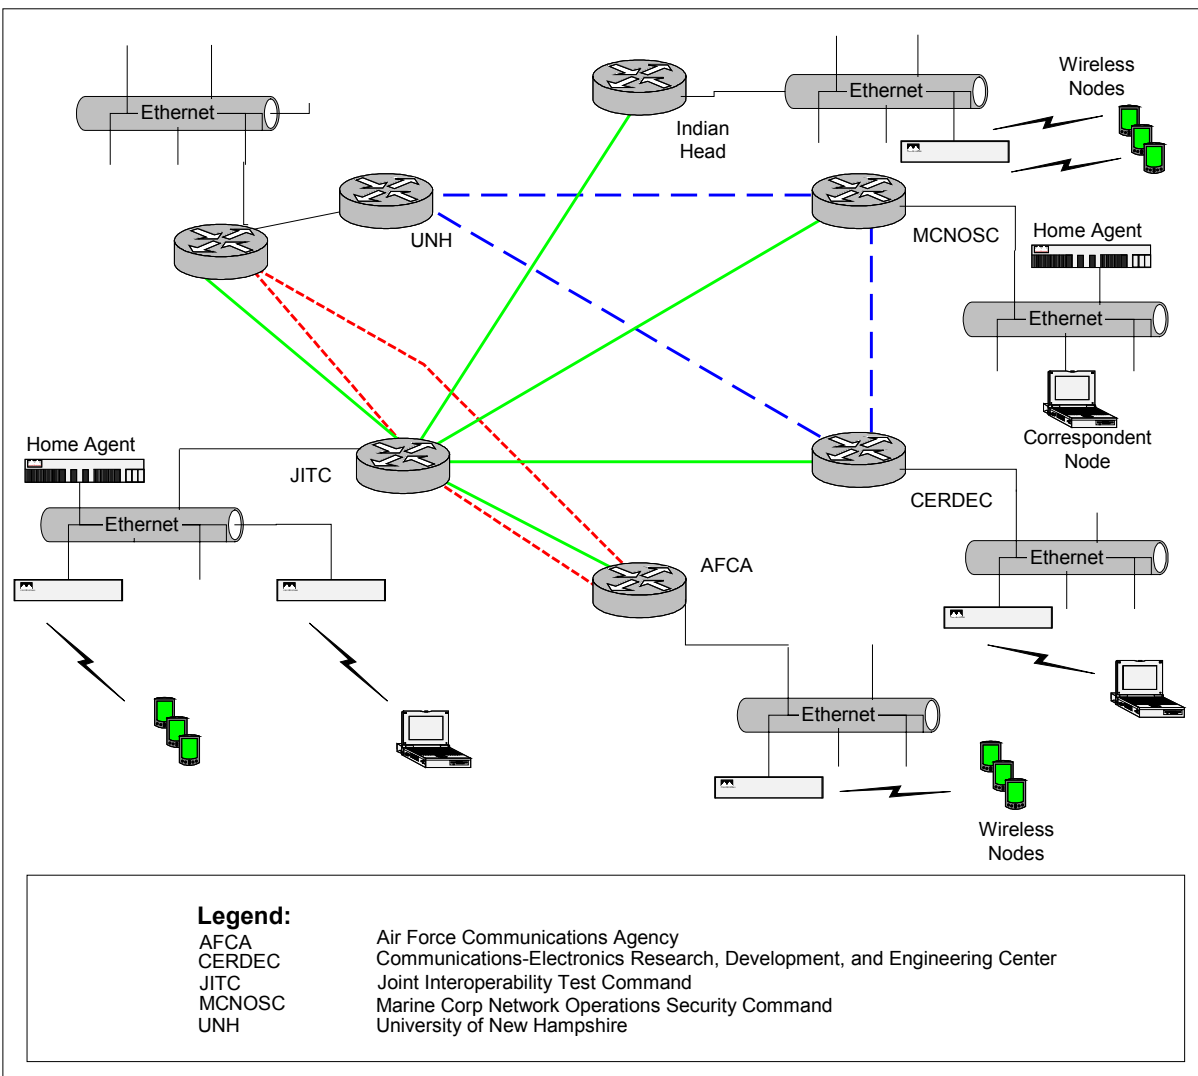 Ethernet
Ethernet
Wireless
Nodes
Indian
Head
UNH
MCNOSC
Home Agent
Ethernet
Correspondent
Node
Home Agent
JITC
CERDEC
Ethernet
Ethernet
AFCA
Ethernet
Wireless
Nodes
Legend:
AFCA Air Force Communications Agency
CERDEC Communications-Electronics Research, Development, and Engineering Center
JITC Joint Interoperability Test Command
MCNOSC Marine Corp Network Operations Security Command
UNH University of New Hampshire